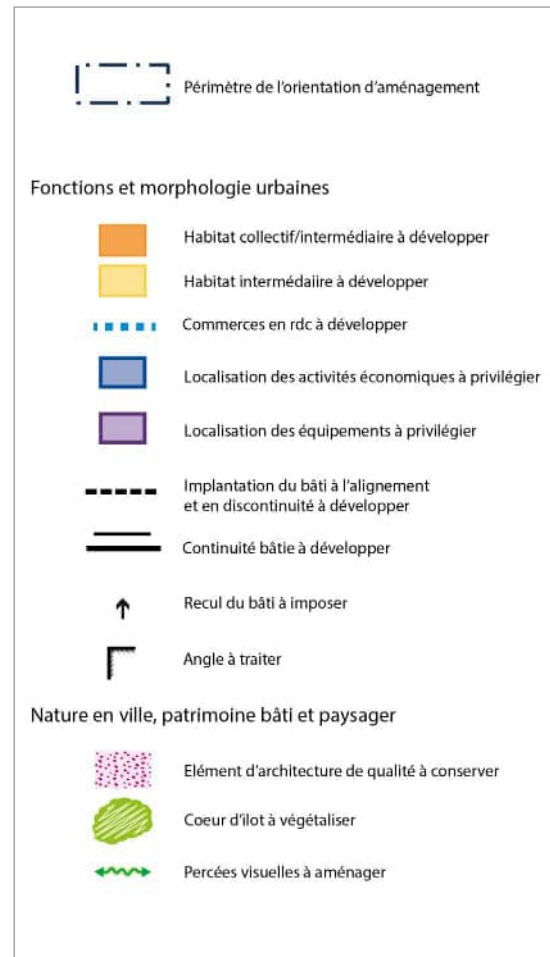 Périmètre de l'orientation d'aménagement
Fonctions et morphologie urbaines
Habitat collectif/intermédiaire à développer
Habitat intermédaiire à développer
Commerces en rdc à développer
Localisation des activités économiques à privilégier
Localisation des équipements à privilégier
Implantation du bâti à l'alignement
et en discontinuité à développer
Continuité bâtie à développer
Recul du bâti à imposer
Angle à traiter
Nature en ville, patrimoine bâti et paysager
Elément d'architecture de qualité à conserver
Coeur d'ilot à végétaliser
Percées visuelles à aménager